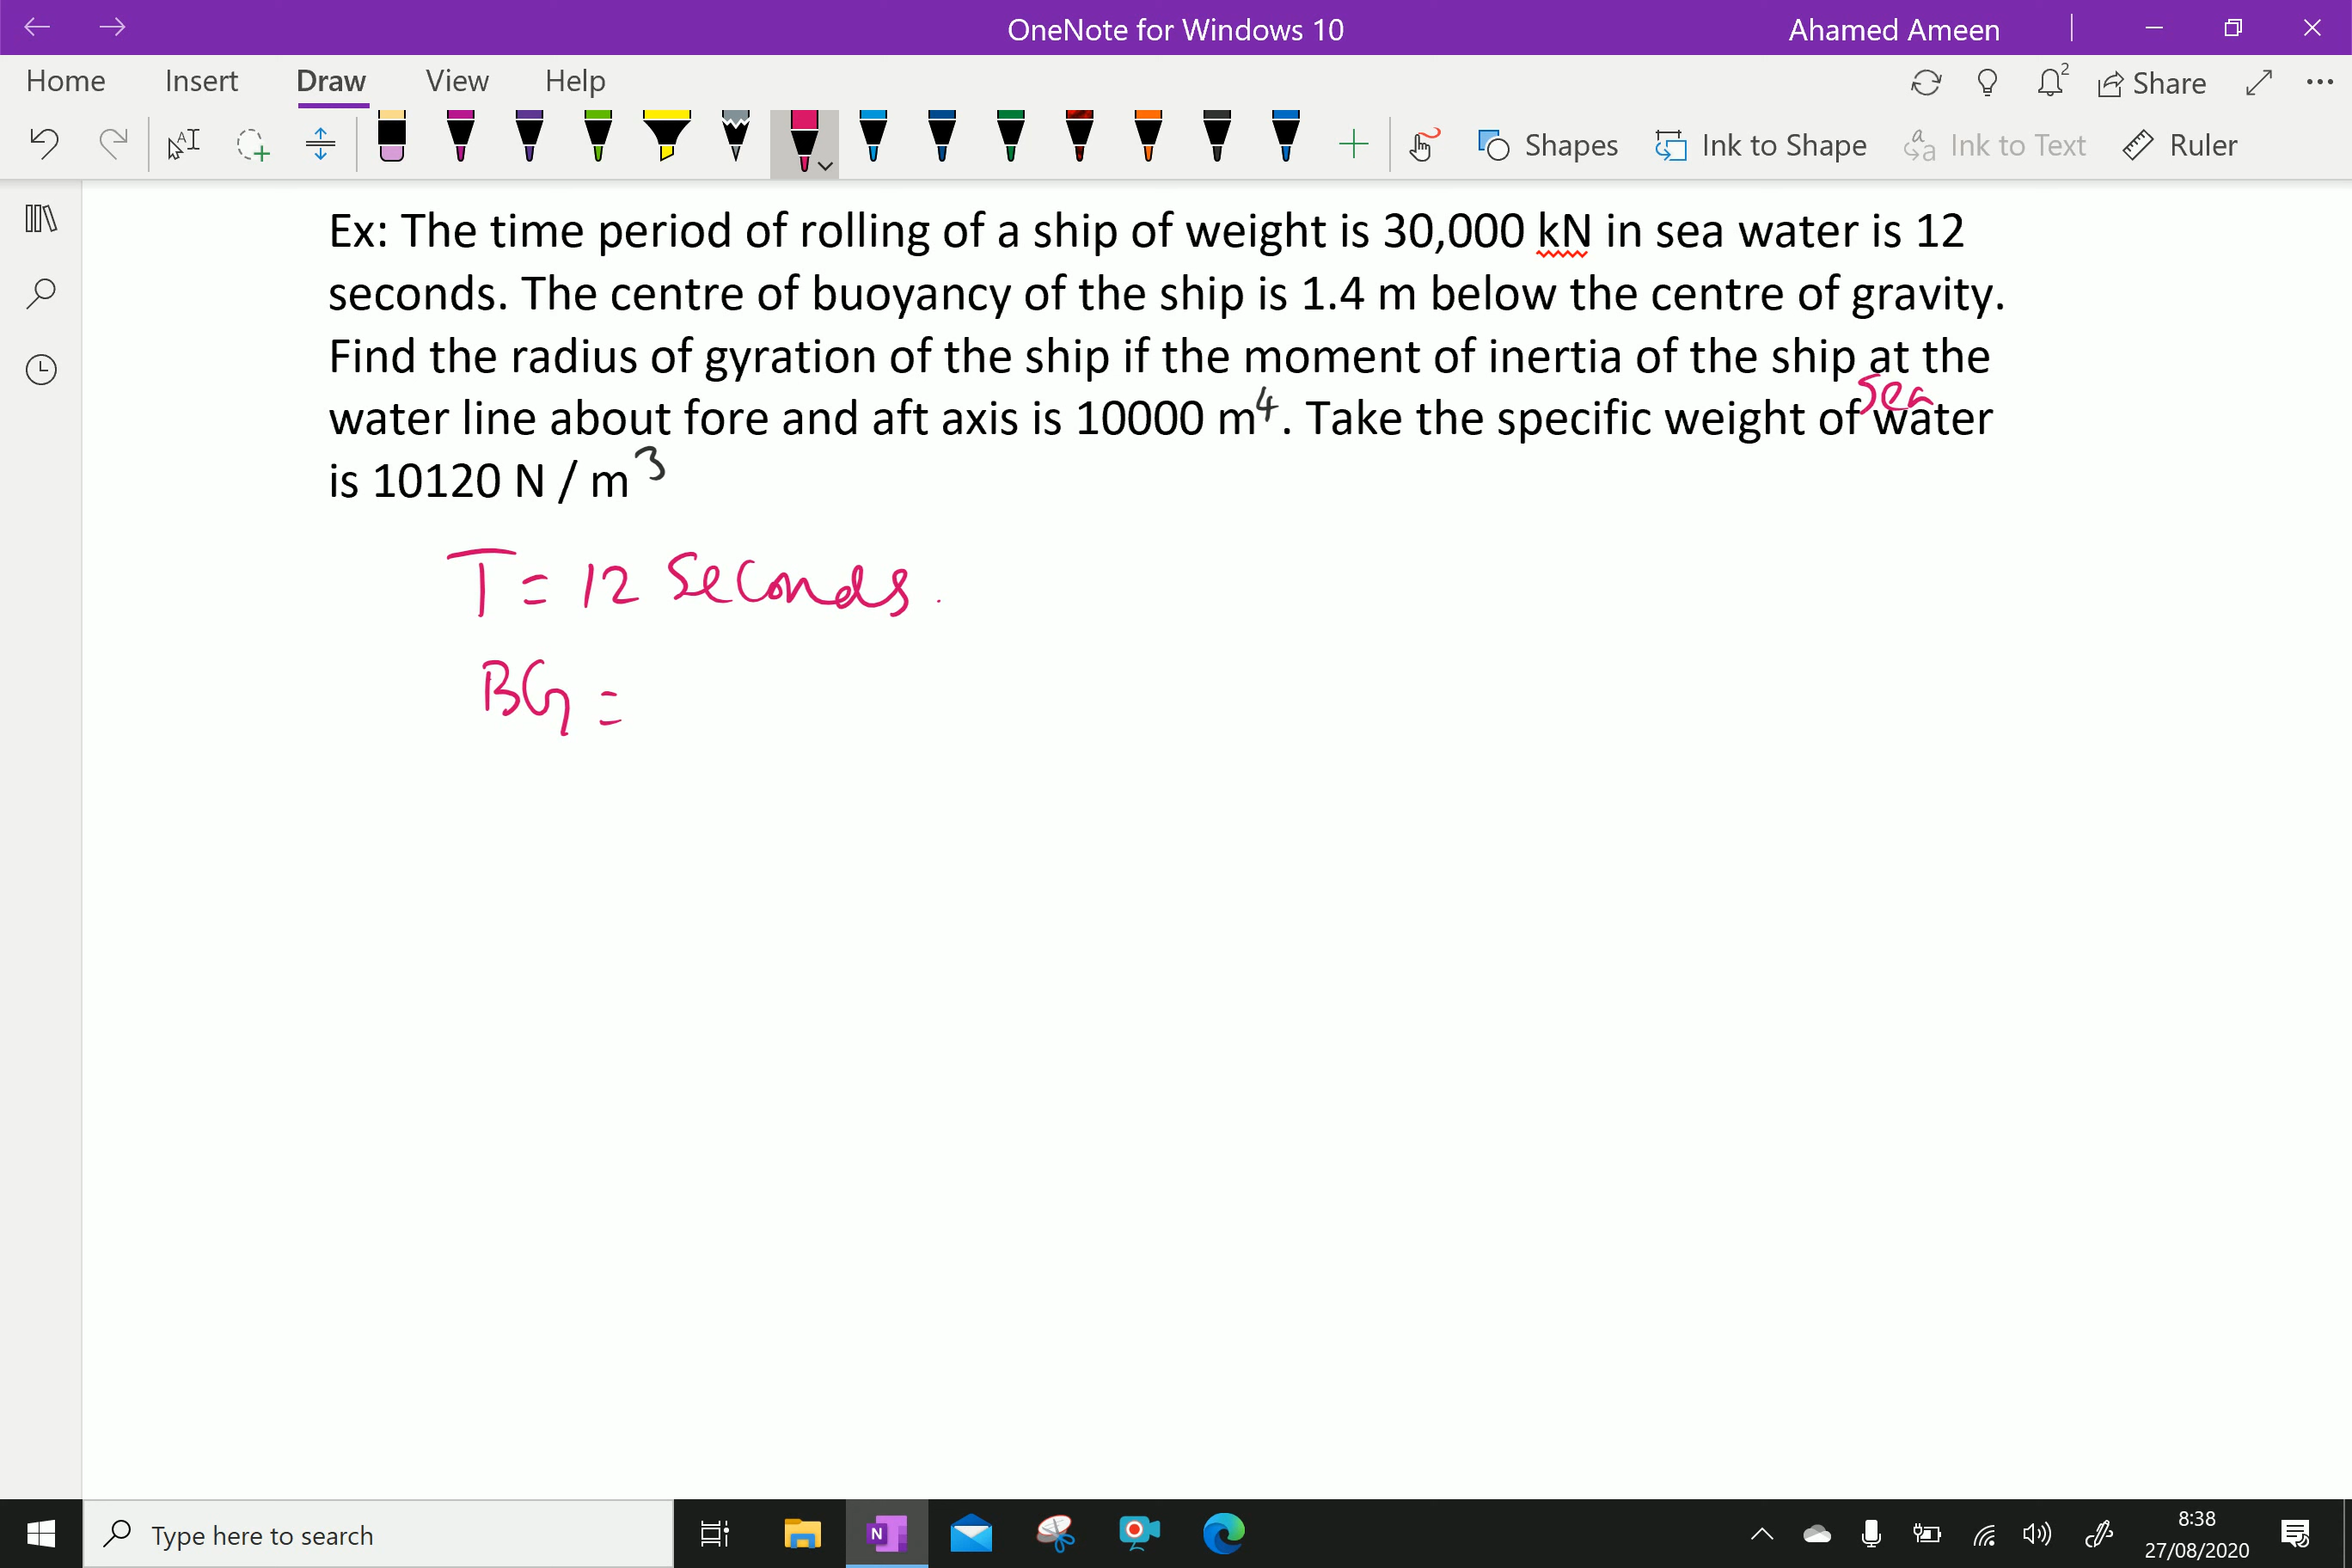 OneNote for Windows 10
Ahamed Ameen
Home Insert Draw View Help
2 Share
Shapes Ink to Shape Ink to Text Ruler
Ex: The time period of rolling of a ship of weight is 30,000 kN in sea water is 12
seconds. The centre of buoyancy of the ship is 1.4 m below the centre of gravity.
Find the radius of gyration of the ship if the moment of inertia of the ship at the
water line about fore and aft axis is 10000 m⁴. Take the specific weight of sea water
is 10120 N / m³
T = 12 Seconds.
BG =
Type here to search
8:38
27/08/2020